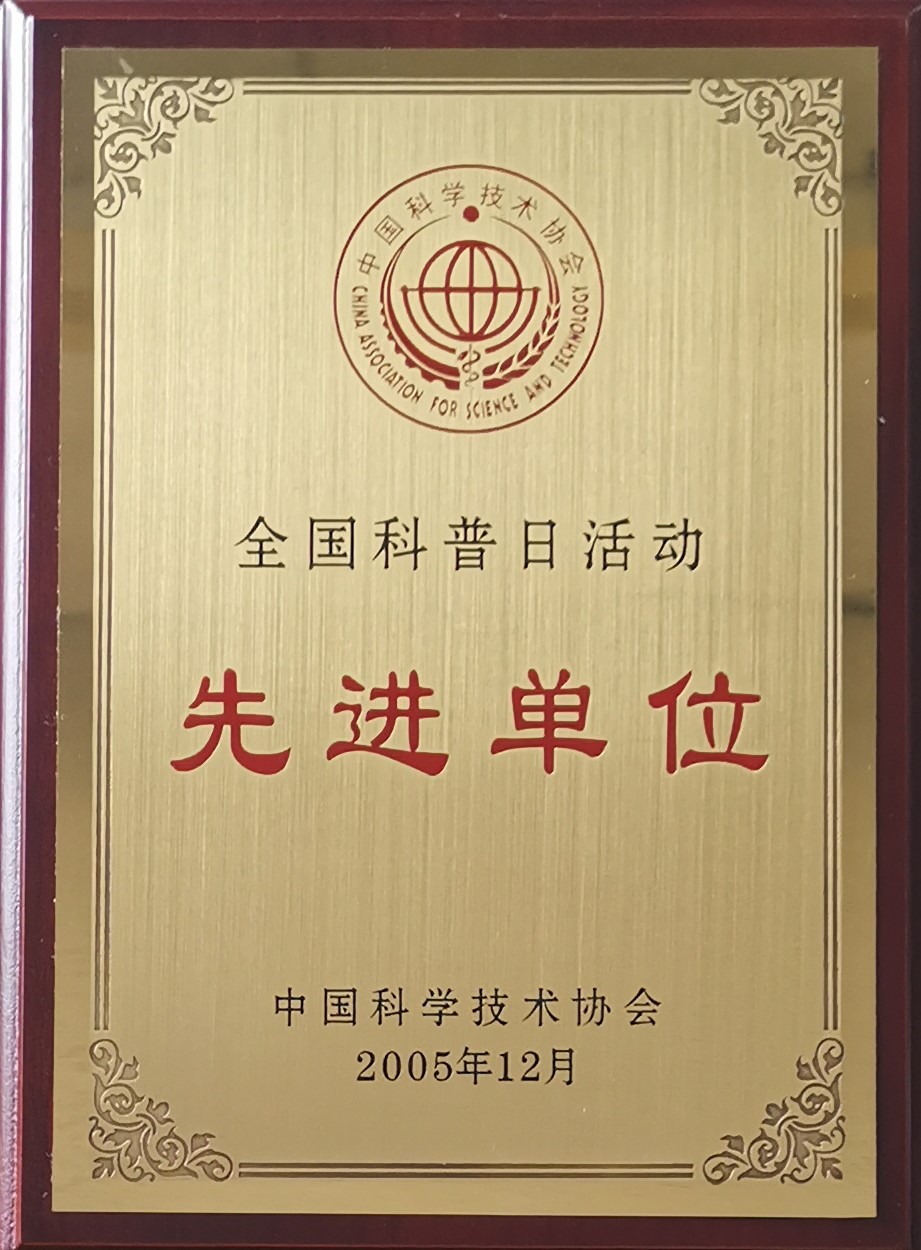 中国科学技术协会
CHINA ASSOCIATION FOR SCIENCE AND TECHNOLOGY
全国科普日活动
先进单位
中国科学技术协会
2005年12月